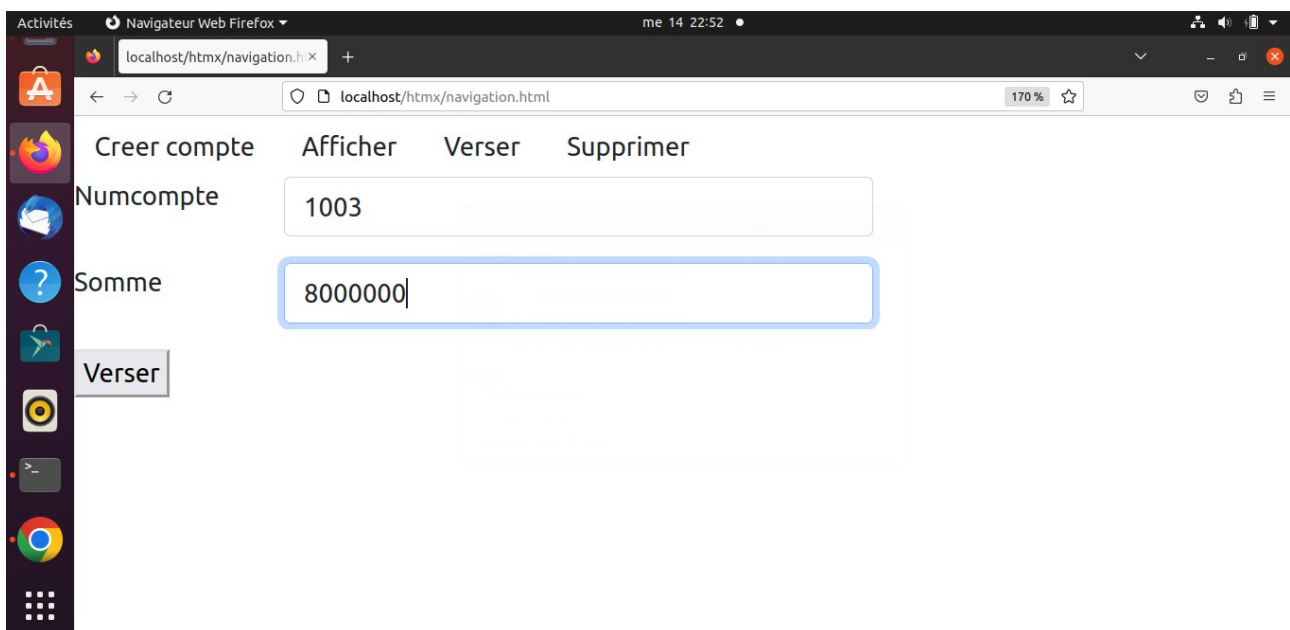 Activités Navigateur Web Firefox me 14 22:52
localhost/htmx/navigation.h
localhost/htmx/navigation.html 170 %
Creer compte Afficher Verser Supprimer
Numcompte 1003
Somme 8000000
Verser